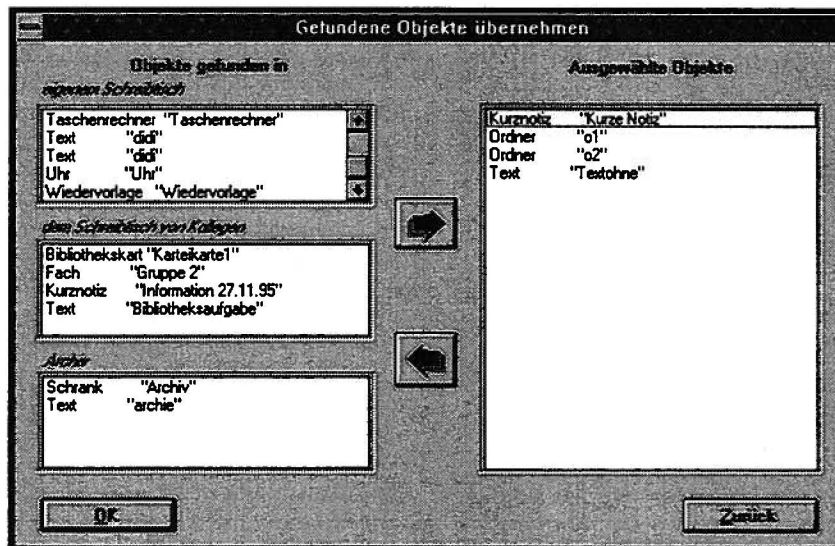 Gefundene Objekte übernehmen
Objekte gefunden in
eigenem Schreibtisch
Taschenrechner "Taschenrechner"
Text "didi"
Text "didi"
Uhr "Uhr"
Wiedervorlage "Wiedervorlage"
dem Schreibtisch von Kollegen
Bibliothekskart "Karteikarte1"
Fach "Gruppe 2"
Kurznotiz "Information 27.11.95"
Text "Bibliotheksaufgabe"
Archiv
Schrank "Archiv"
Text "archie"
OK
Ausgewählte Objekte
Kurznotiz "Kurze Notiz"
Ordner "o1"
Ordner "o2"
Text "Textohne"
Zurück